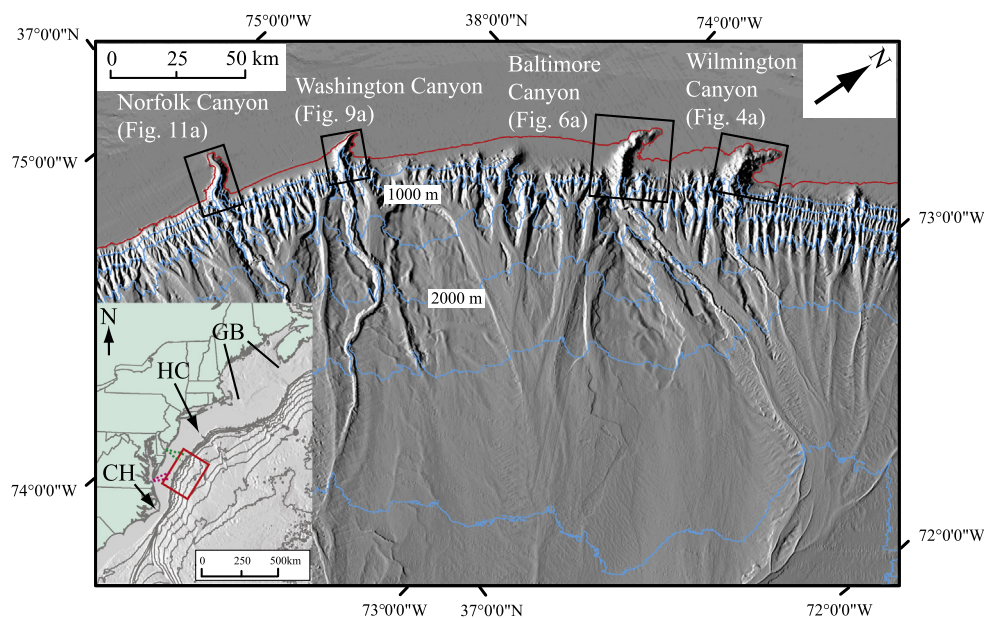 75°0'0"W
38°0'0"N
74°0'0"W
37°0'0"N
0 25 50 km
N
Norfolk Canyon
(Fig. 11a)
Washington Canyon
(Fig. 9a)
Baltimore
Canyon
(Fig. 6a)
Wilmington
Canyon
(Fig. 4a)
75°0'0"W
1000 m
73°0'0"W
2000 m
N
GB
HC
CH
74°0'0"W
0 250 500km
72°0'0"W
73°0'0"W
37°0'0"N
72°0'0"W